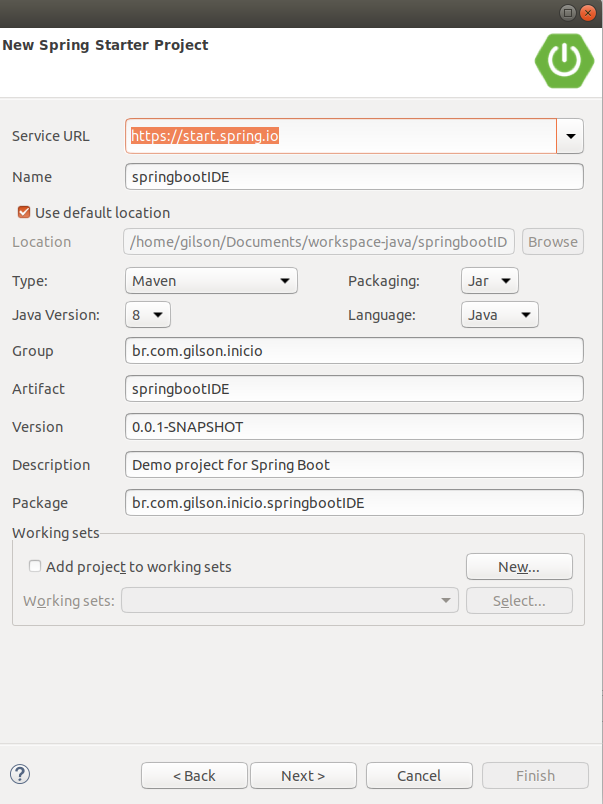 New Spring Starter Project
Service URL https://start.spring.io
Name springbootIDE
Use default location
Location /home/gilson/Documents/workspace-java/springbootID Browse
Type: Maven Packaging: Jar
Java Version: 8 Language: Java
Group br.com.gilson.inicio
Artifact springbootIDE
Version 0.0.1-SNAPSHOT
Description Demo project for Spring Boot
Package br.com.gilson.inicio.springbootIDE
Working sets
Add project to working sets New...
Working sets: Select...
? < Back Next > Cancel Finish